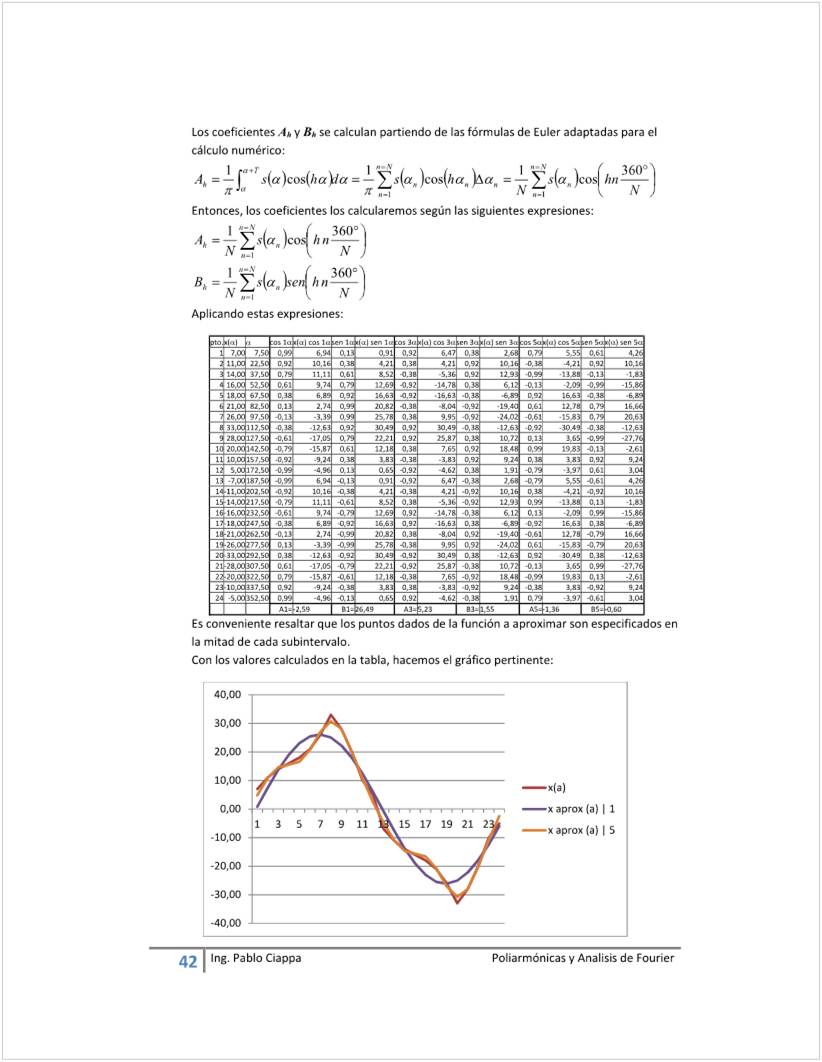 Los coeficientes Aₕ y Bₕ se calculan partiendo de las fórmulas de Euler adaptadas para el
cálculo numérico:
A_h = 1/π ∫_α^{α+T} s(α)cos(hα)dα = 1/π Σ_{n=1}^{n=N} s(α_n)cos(hα_n)Δα_n = 1/N Σ_{n=1}^{n=N} s(α_n)cos(hn 360°/N)
Entonces, los coeficientes los calcularemos según las siguientes expresiones:
A_h = 1/N Σ_{n=1}^{n=N} s(α_n)cos(h n 360°/N)
B_h = 1/N Σ_{n=1}^{n=N} s(α_n)sen(h n 360°/N)
Aplicando estas expresiones:
pto. x(α) α cos 1α x(α) cos 1α sen 1α x(α) sen 1α cos 3α x(α) cos 3α sen 3α x(α) sen 3α cos 5α x(α) cos 5α sen 5α x(α) sen 5α
1 7,00 7,50 0,99 6,94 0,13 0,91 0,92 6,47 0,38 2,68 0,79 5,55 0,61 4,26
2 11,00 22,50 0,92 10,16 0,38 4,21 0,38 4,21 0,92 10,16 -0,38 -4,21 0,92 10,16
3 14,00 37,50 0,79 11,11 0,61 8,52 -0,38 -5,36 0,92 12,93 -0,99 -13,88 -0,13 -1,83
4 16,00 52,50 0,61 9,74 0,79 12,69 -0,92 -14,78 0,38 6,12 -0,13 -2,09 -0,99 -15,86
5 18,00 67,50 0,38 6,89 0,92 16,63 -0,92 -16,63 -0,38 -6,89 0,92 16,63 -0,38 -6,89
6 21,00 82,50 0,13 2,74 0,99 20,82 -0,38 -8,04 -0,92 -19,40 0,61 12,78 0,79 16,66
7 26,00 97,50 -0,13 -3,39 0,99 25,78 0,38 9,95 -0,92 -24,02 -0,61 -15,83 0,79 20,63
8 33,00 112,50 -0,38 -12,63 0,92 30,49 0,92 30,49 -0,38 -12,63 -0,92 -30,49 -0,38 -12,63
9 28,00 127,50 -0,61 -17,05 0,79 22,21 0,92 25,87 0,38 10,72 0,13 3,65 -0,99 -27,76
10 20,00 142,50 -0,79 -15,87 0,61 12,18 0,38 7,65 0,92 18,48 0,99 19,83 -0,13 -2,61
11 10,00 157,50 -0,92 -9,24 0,38 3,83 -0,38 -3,83 0,92 9,24 0,38 3,83 0,92 9,24
12 5,00 172,50 -0,99 -4,96 0,13 0,65 -0,92 -4,62 0,38 1,91 -0,79 -3,97 0,61 3,04
13 -7,00 187,50 -0,99 6,94 -0,13 0,91 -0,92 6,47 -0,38 2,68 -0,79 5,55 -0,61 4,26
14 -11,00 202,50 -0,92 10,16 -0,38 4,21 -0,38 4,21 -0,92 10,16 0,38 -4,21 -0,92 10,16
15 -14,00 217,50 -0,79 11,11 -0,61 8,52 0,38 -5,36 -0,92 12,93 0,99 -13,88 0,13 -1,83
16 -16,00 232,50 -0,61 9,74 -0,79 12,69 0,92 -14,78 -0,38 6,12 0,13 -2,09 0,99 -15,86
17 -18,00 247,50 -0,38 6,89 -0,92 16,63 0,92 -16,63 0,38 -6,89 -0,92 16,63 0,38 -6,89
18 -21,00 262,50 -0,13 2,74 -0,99 20,82 0,38 -8,04 0,92 -19,40 -0,61 12,78 -0,79 16,66
19 -26,00 277,50 0,13 -3,39 -0,99 25,78 -0,38 9,95 0,92 -24,02 0,61 -15,83 -0,79 20,63
20 -33,00 292,50 0,38 -12,63 -0,92 30,49 -0,92 30,49 0,38 -12,63 0,92 -30,49 0,38 -12,63
21 -28,00 307,50 0,61 -17,05 -0,79 22,21 -0,92 25,87 -0,38 10,72 -0,13 3,65 0,99 -27,76
22 -20,00 322,50 0,79 -15,87 -0,61 12,18 -0,38 7,65 -0,92 18,48 -0,99 19,83 0,13 -2,61
23 -10,00 337,50 0,92 -9,24 -0,38 3,83 0,38 -3,83 -0,92 9,24 -0,38 3,83 -0,92 9,24
24 -5,00 352,50 0,99 -4,96 -0,13 0,65 0,92 -4,62 -0,38 1,91 0,79 -3,97 -0,61 3,04
A1= -2,59 B1= 26,49 A3= 5,23 B3= 1,55 A5= -1,36 B5= -0,60
Es conveniente resaltar que los puntos dados de la función a aproximar son especificados en
la mitad de cada subintervalo.
Con los valores calculados en la tabla, hacemos el gráfico pertinente:
40,00
30,00
20,00
10,00
0,00
-10,00
-20,00
-30,00
-40,00
1 3 5 7 9 11 13 15 17 19 21 23
x(a)
x aprox (a) | 1
x aprox (a) | 5
42 Ing. Pablo Ciappa Poliarmónicas y Analisis de Fourier